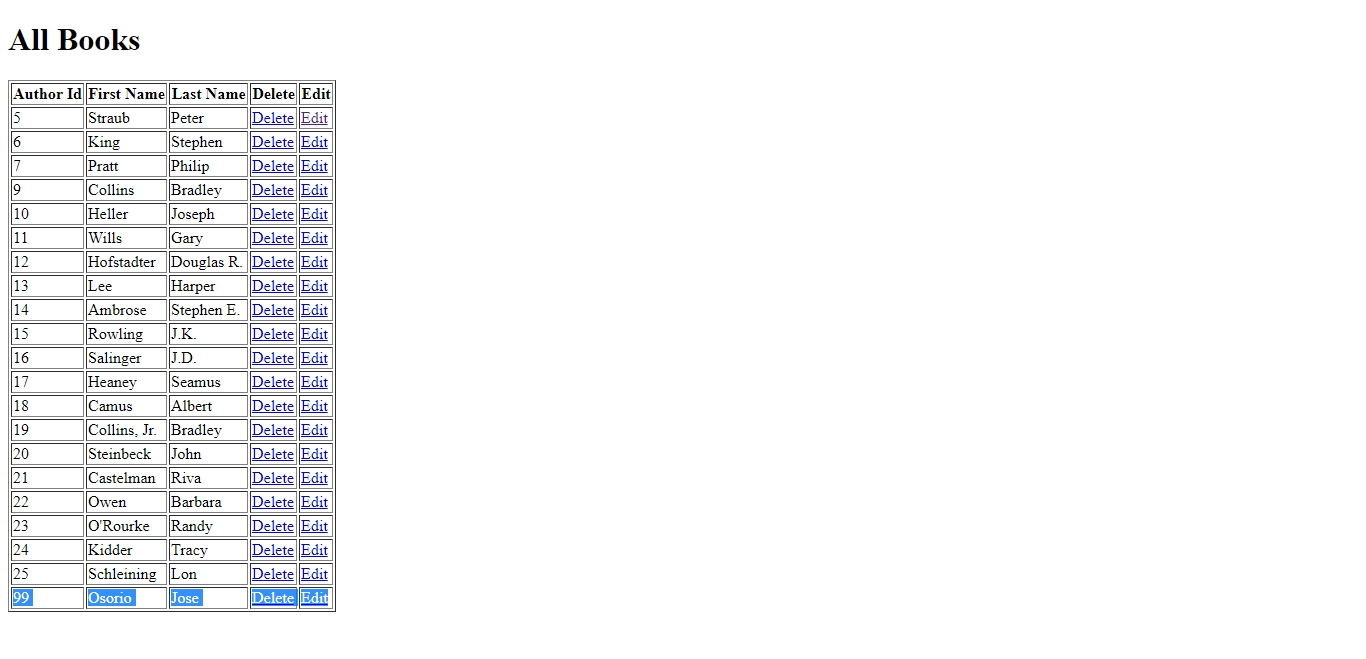 All Books
Author Id First Name Last Name Delete Edit
5 Straub Peter Delete Edit
6 King Stephen Delete Edit
7 Pratt Philip Delete Edit
9 Collins Bradley Delete Edit
10 Heller Joseph Delete Edit
11 Wills Gary Delete Edit
12 Hofstadter Douglas R. Delete Edit
13 Lee Harper Delete Edit
14 Ambrose Stephen E. Delete Edit
15 Rowling J.K. Delete Edit
16 Salinger J.D. Delete Edit
17 Heaney Seamus Delete Edit
18 Camus Albert Delete Edit
19 Collins, Jr. Bradley Delete Edit
20 Steinbeck John Delete Edit
21 Castelman Riva Delete Edit
22 Owen Barbara Delete Edit
23 O'Rourke Randy Delete Edit
24 Kidder Tracy Delete Edit
25 Schleining Lon Delete Edit
99 Osorio Jose Delete Edit